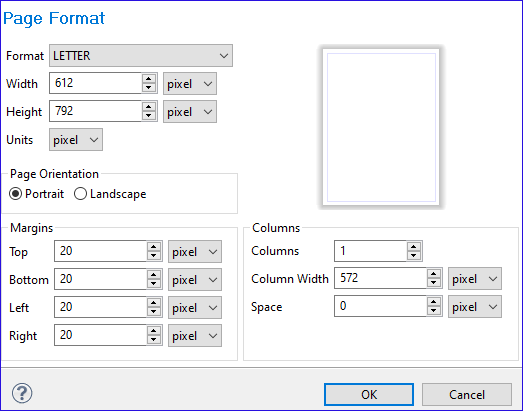 Page Format
Format LETTER
Width 612 pixel
Height 792 pixel
Units pixel
Page Orientation
Portrait Landscape
Margins
Top 20 pixel
Bottom 20 pixel
Left 20 pixel
Right 20 pixel
Columns
Columns 1
Column Width 572 pixel
Space 0 pixel
? OK Cancel